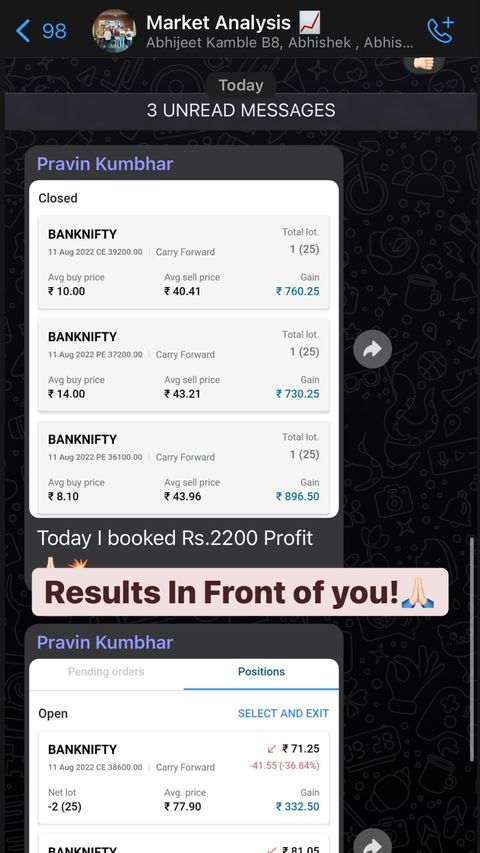 98
Market Analysis 📈
Abhijeet Kamble B8, Abhishek , Abhis...
Today
3 UNREAD MESSAGES
Pravin Kumbhar
Closed
BANKNIFTY
Total lot.
11 Aug 2022 CE 39200.00 | Carry Forward
1 (25)
Avg buy price Avg sell price Gain
₹ 10.00 ₹ 40.41 ₹ 760.25
BANKNIFTY
Total lot.
11 Aug 2022 PE 37200.00 | Carry Forward
1 (25)
Avg buy price Avg sell price Gain
₹ 14.00 ₹ 43.21 ₹ 730.25
BANKNIFTY
Total lot.
11 Aug 2022 PE 36100.00 | Carry Forward
1 (25)
Avg buy price Avg sell price Gain
₹ 8.10 ₹ 43.96 ₹ 896.50
Today I booked Rs.2200 Profit
Results In Front of you!🙏🏻
Pravin Kumbhar
Pending orders Positions
Open SELECT AND EXIT
BANKNIFTY ↙ ₹ 71.25
11 Aug 2022 CE 38600.00 | Carry Forward -41.55 (-36.84%)
Net lot Avg. price Gain
-2 (25) ₹ 77.90 ₹ 332.50
BANKNIFTY ↙ ₹ 81.05